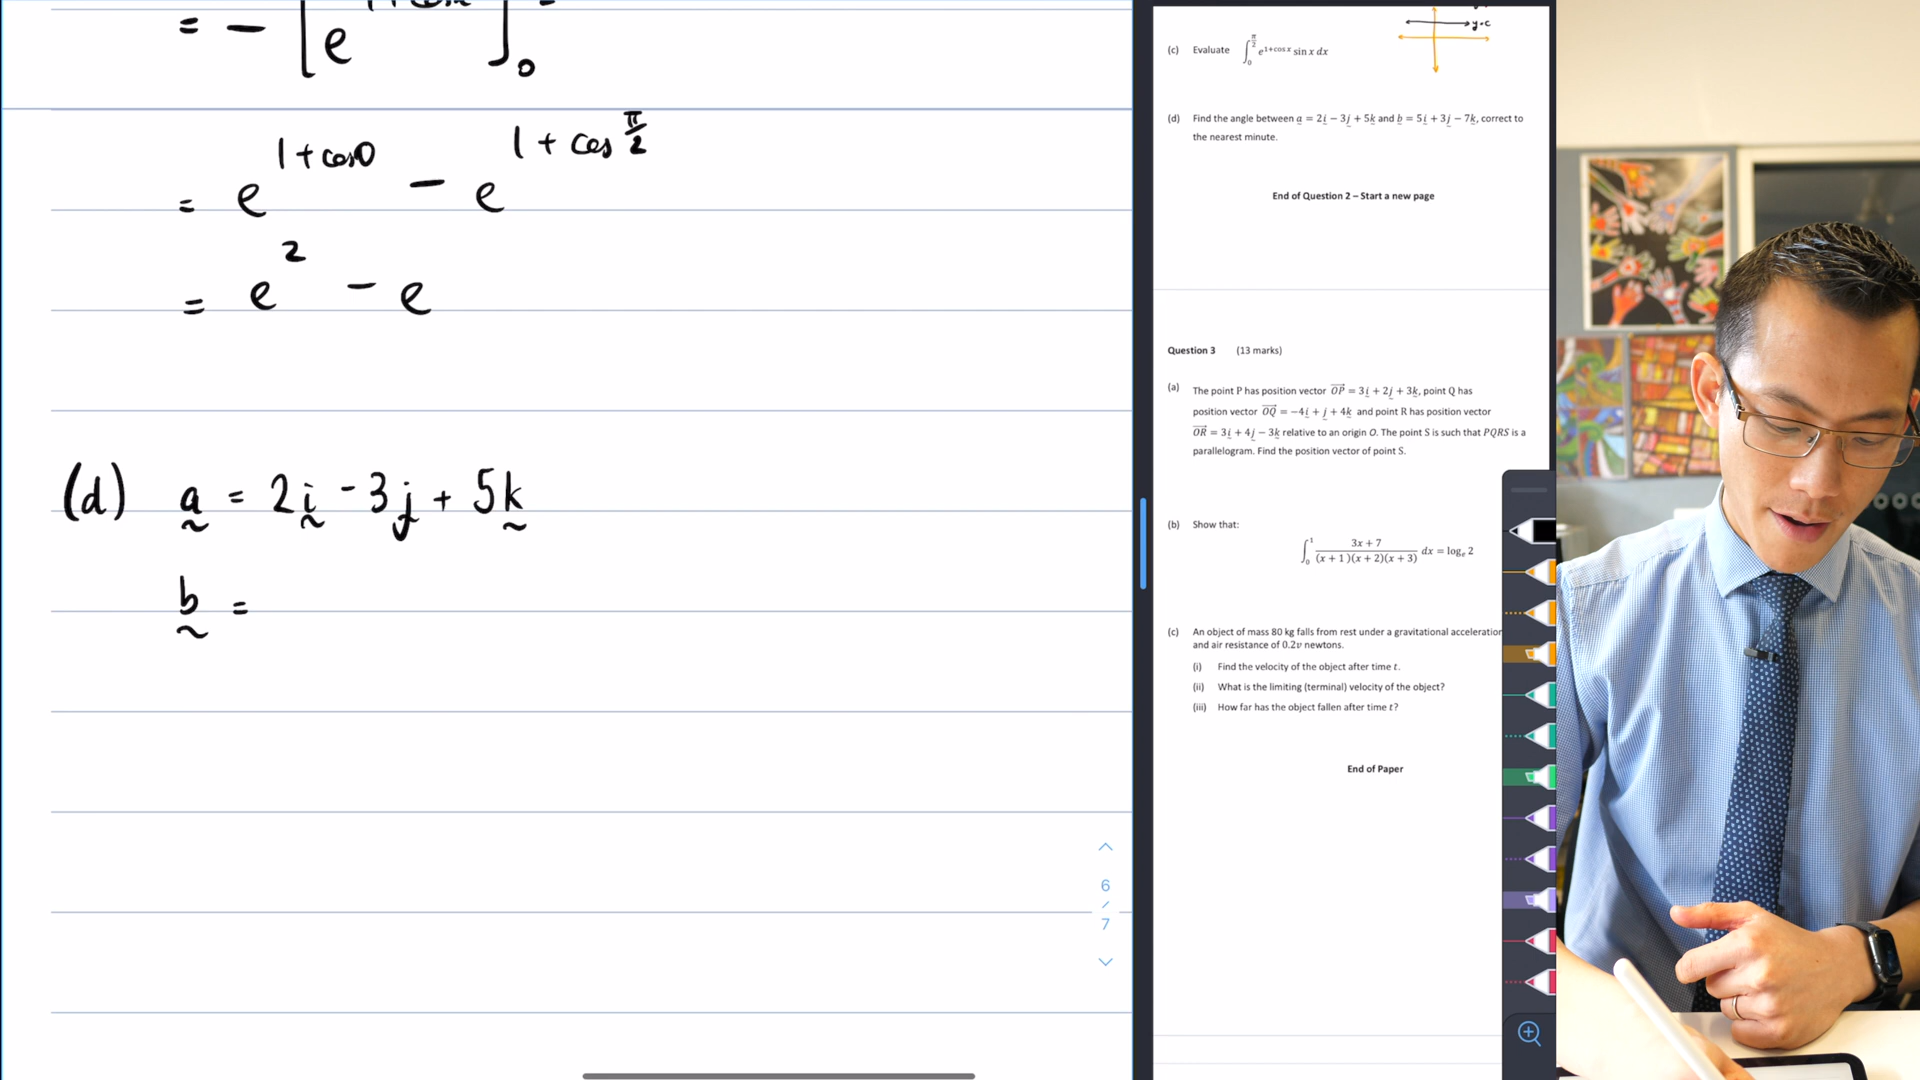 = − [e]₀
= e^(1+cos0) − e^(1+cos π/2)
= e² − e
(d) a = 2i − 3j + 5k
b =
6
/
7
y=c
(c) Evaluate ∫₀^(π/2) e^(1+cos x) sin x dx
(d) Find the angle between a = 2i − 3j + 5k and b = 5i + 3j − 7k, correct to
the nearest minute.
End of Question 2 – Start a new page
Question 3 (13 marks)
(a) The point P has position vector OP = 3i + 2j + 3k, point Q has
position vector OQ = −4i + j + 4k and point R has position vector
OR = 3i + 4j − 3k relative to an origin O. The point S is such that PQRS is a
parallelogram. Find the position vector of point S.
(b) Show that:
∫₀¹ (3x + 7)/((x + 1)(x + 2)(x + 3)) dx = logₑ 2
(c) An object of mass 80 kg falls from rest under a gravitational acceleration
and air resistance of 0.2v newtons.
(i) Find the velocity of the object after time t.
(ii) What is the limiting (terminal) velocity of the object?
(iii) How far has the object fallen after time t?
End of Paper